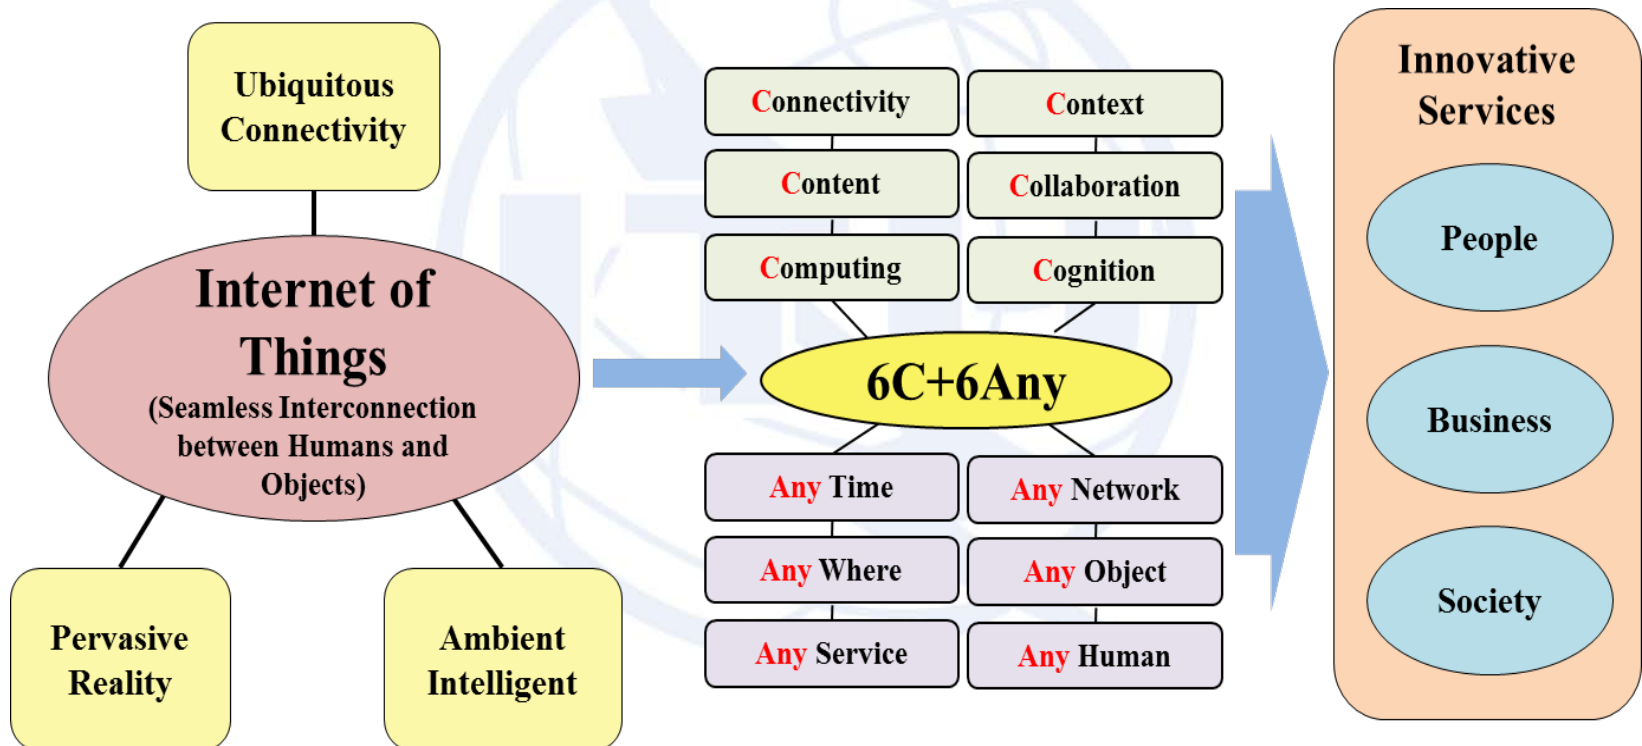 Ubiquitous
Connectivity
Internet of
Things
(Seamless Interconnection
between Humans and
Objects)
Pervasive
Reality
Ambient
Intelligent
Connectivity
Context
Content
Collaboration
Computing
Cognition
6C+6Any
Any Time
Any Network
Any Where
Any Object
Any Service
Any Human
Innovative
Services
People
Business
Society
ITU